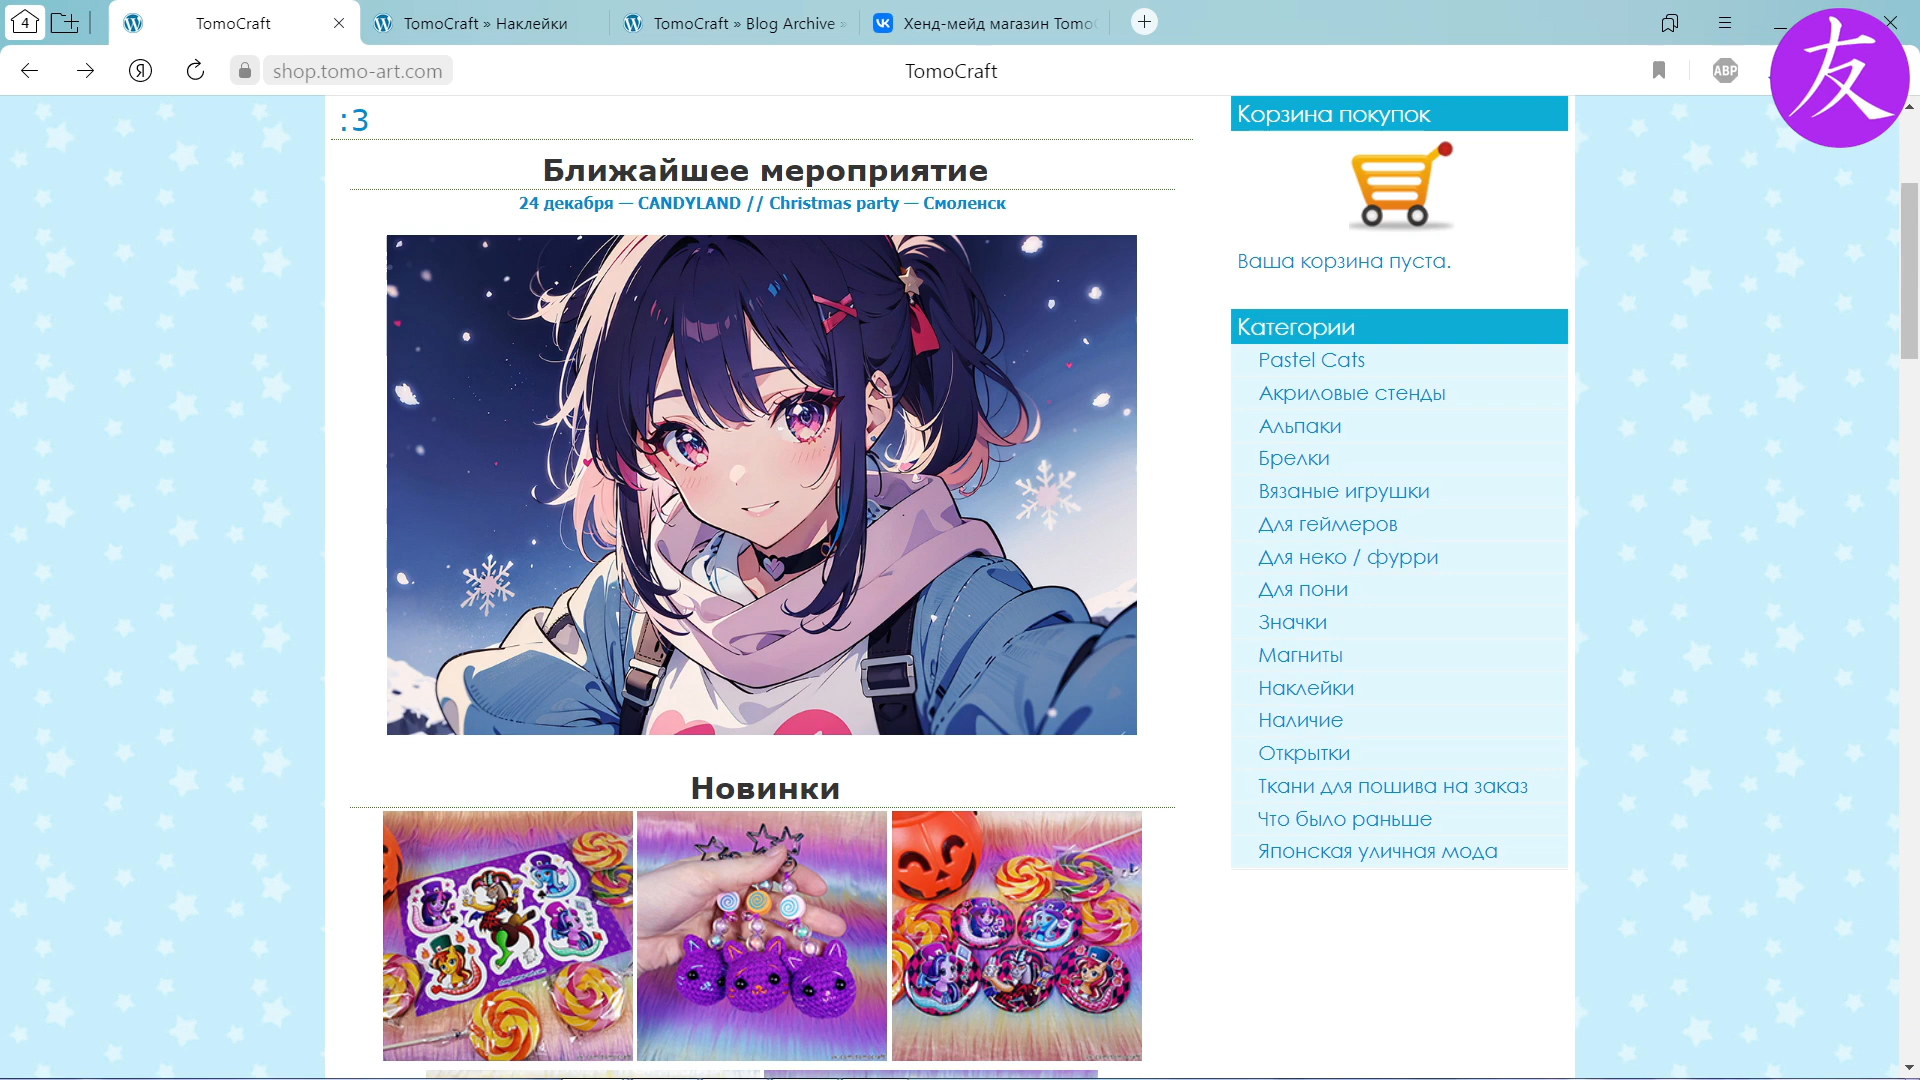 4
TomoCraft
TomoCraft » Наклейки
TomoCraft » Blog Archive »
Хенд-мейд магазин Tomo
shop.tomo-art.com
TomoCraft
ABP
友
:3
Ближайшее мероприятие
24 декабря — CANDYLAND // Christmas party — Смоленск
Новинки
Корзина покупок
Ваша корзина пуста.
Категории
Pastel Cats
Акриловые стенды
Альпаки
Брелки
Вязаные игрушки
Для геймеров
Для неко / фурри
Для пони
Значки
Магниты
Наклейки
Наличие
Открытки
Ткани для пошива на заказ
Что было раньше
Японская уличная мода